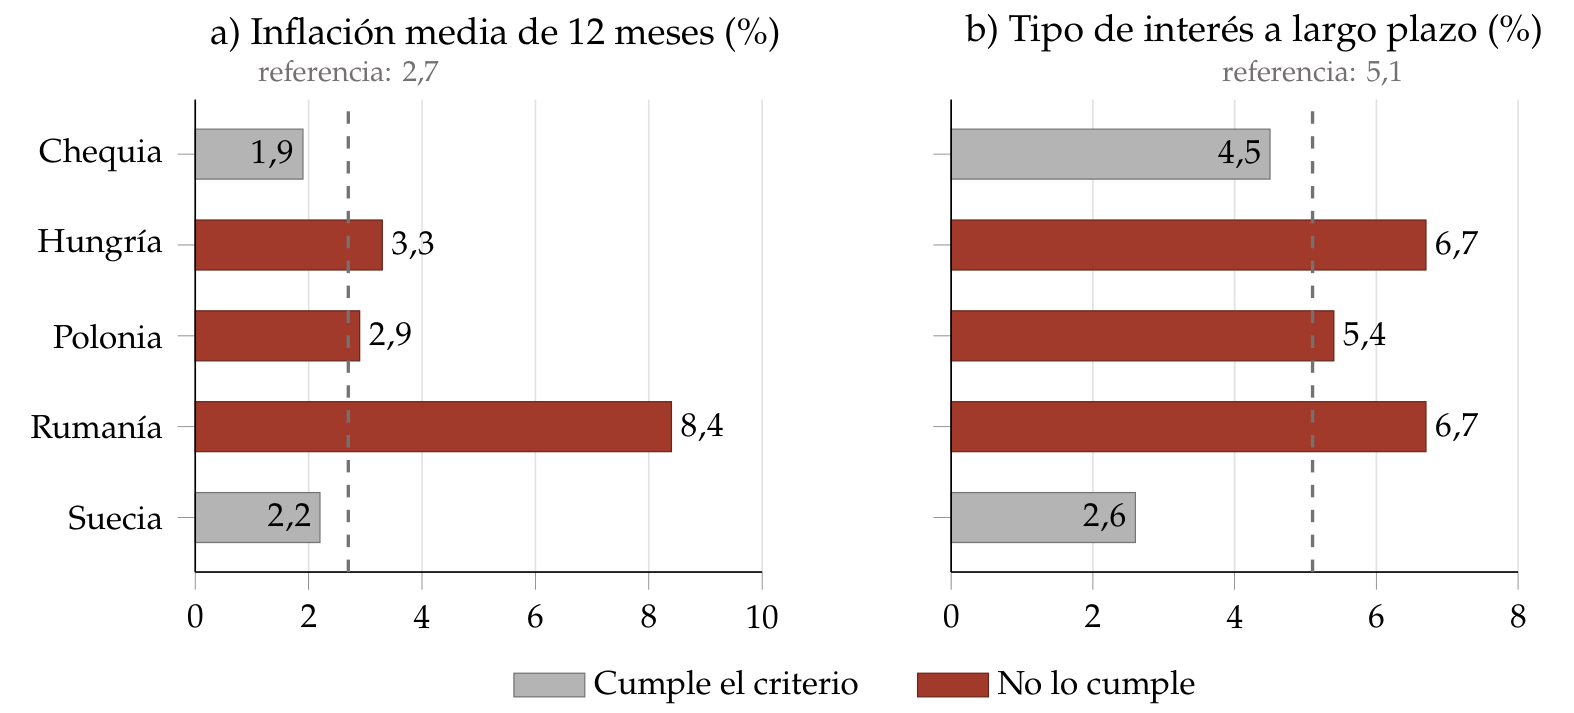 a) Inflación media de 12 meses (%)
referencia: 2,7
Chequia 1,9
Hungría 3,3
Polonia 2,9
Rumanía 8,4
Suecia 2,2
0 2 4 6 8 10
b) Tipo de interés a largo plazo (%)
referencia: 5,1
4,5
6,7
5,4
6,7
2,6
0 2 4 6 8
Cumple el criterio No lo cumple